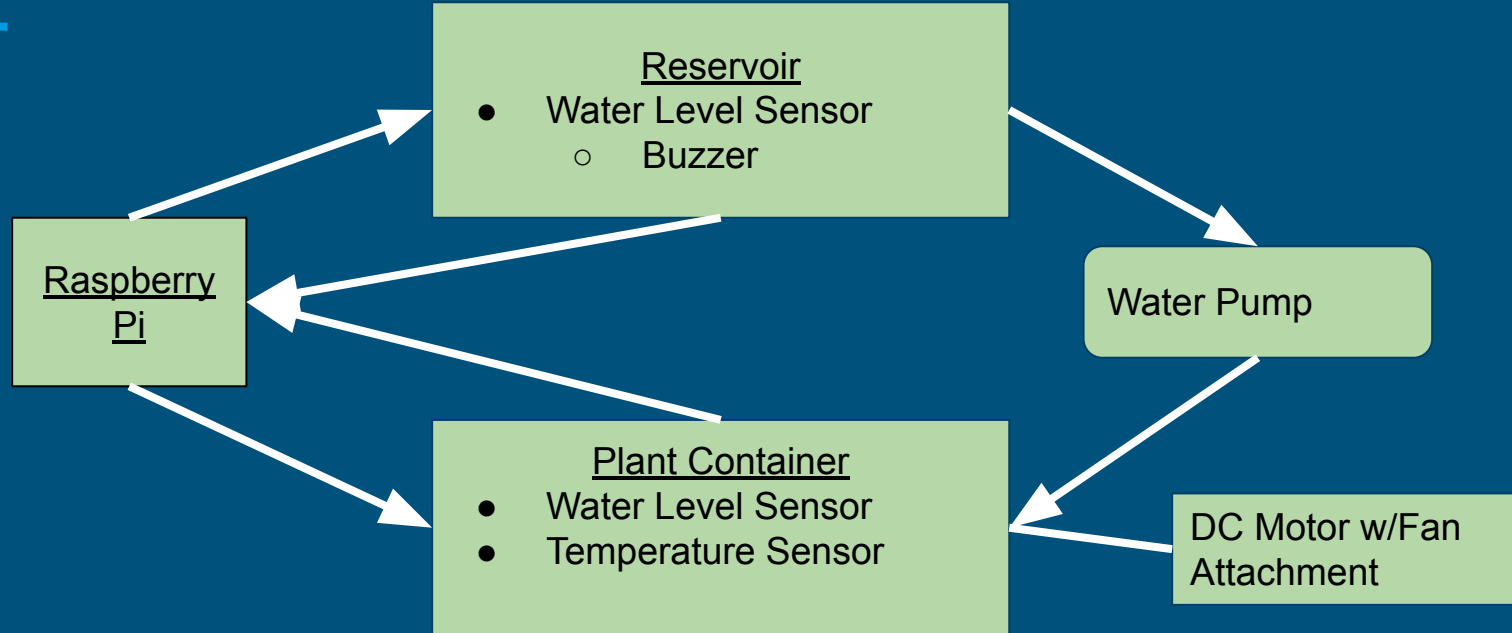 Reservoir
● Water Level Sensor
○ Buzzer
Raspberry
Pi
Water Pump
Plant Container
● Water Level Sensor
● Temperature Sensor
DC Motor w/Fan
Attachment